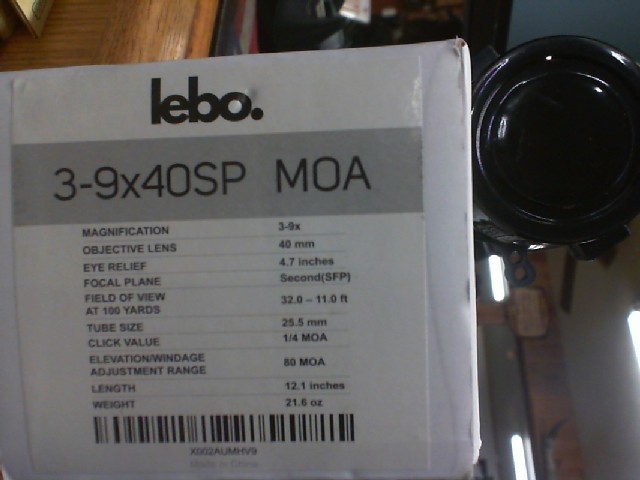 lebo.
3-9x40SP MOA
MAGNIFICATION 3-9x
OBJECTIVE LENS 40 mm
EYE RELIEF 4.7 inches
FOCAL PLANE Second(SFP)
FIELD OF VIEW AT 100 YARDS 32.0 – 11.0 ft
TUBE SIZE 25.5 mm
CLICK VALUE 1/4 MOA
ELEVATION/WINDAGE ADJUSTMENT RANGE 80 MOA
LENGTH 12.1 inches
WEIGHT 21.6 oz
X002AUMHV9
Made in China